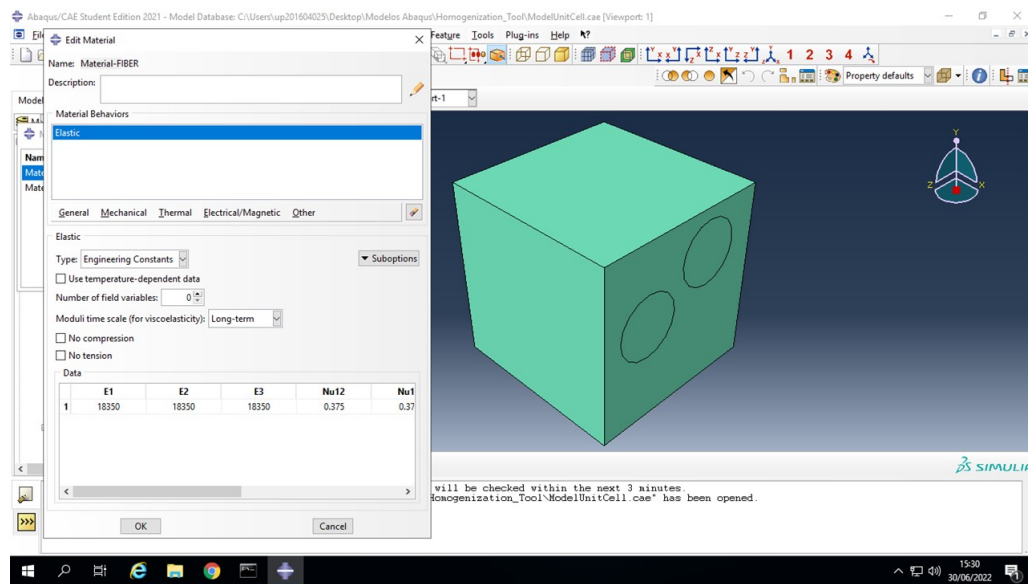 Abaqus/CAE Student Edition 2021 - Model Database: C:\Users\up201604025\Desktop\Modelos Abaqus\Homogenization_Tool\ModelUnitCell.cae [Viewport: 1]
Edit Material
Feature Tools Plug-ins Help
Name: Material-FIBER
Description:
1 2 3 4
Property defaults
Material Behaviors
Elastic
General Mechanical Thermal Electrical/Magnetic Other
Elastic
Type: Engineering Constants
Suboptions
Use temperature-dependent data
Number of field variables: 0
Moduli time scale (for viscoelasticity): Long-term
No compression
No tension
Data
E1 E2 E3 Nu12 Nu1
1 18350 18350 18350 0.375 0.37
OK Cancel
Y
Z X
SIMULIA
will be checked within the next 3 minutes.
Homogenization_Tool\ModelUnitCell.cae" has been opened.
15:30
30/06/2022